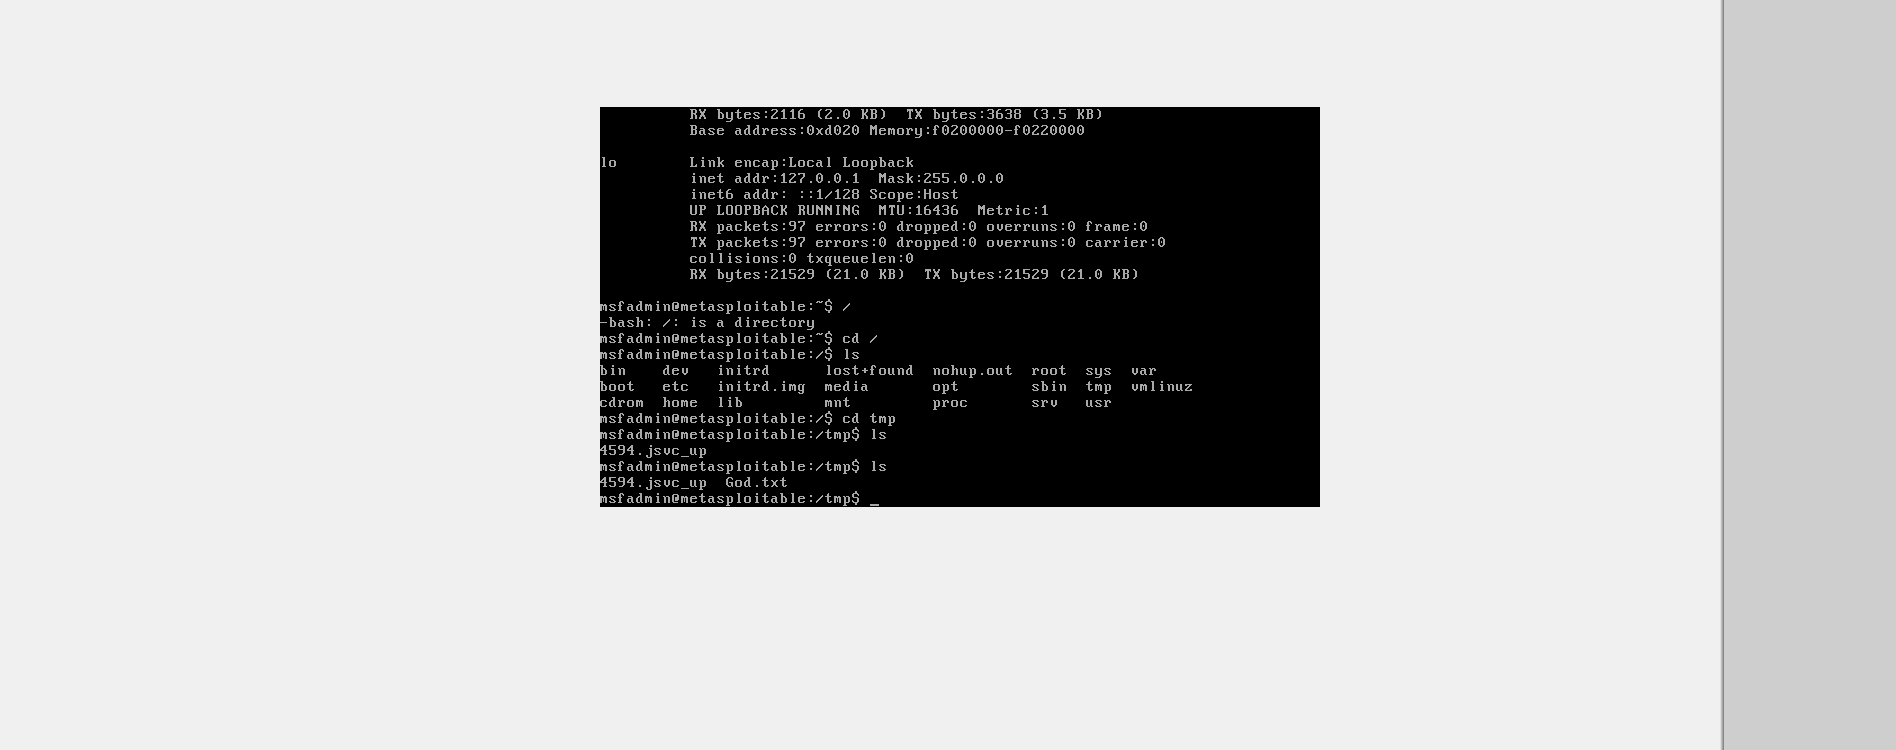 RX bytes:2116 (2.0 KB)  TX bytes:3638 (3.5 KB)
Base address:0xd020 Memory:f0200000-f0220000
lo        Link encap:Local Loopback
inet addr:127.0.0.1  Mask:255.0.0.0
inet6 addr: ::1/128 Scope:Host
UP LOOPBACK RUNNING  MTU:16436  Metric:1
RX packets:97 errors:0 dropped:0 overruns:0 frame:0
TX packets:97 errors:0 dropped:0 overruns:0 carrier:0
collisions:0 txqueuelen:0
RX bytes:21529 (21.0 KB)  TX bytes:21529 (21.0 KB)
msfadmin@metasploitable:~$ /
-bash: /: is a directory
msfadmin@metasploitable:~$ cd /
msfadmin@metasploitable:/$ ls
bin    dev   initrd      lost+found  nohup.out  root  sys  var
boot   etc   initrd.img  media       opt        sbin  tmp  vmlinuz
cdrom  home  lib         mnt         proc       srv   usr
msfadmin@metasploitable:/$ cd tmp
msfadmin@metasploitable:/tmp$ ls
4594.jsvc_up
msfadmin@metasploitable:/tmp$ ls
4594.jsvc_up  God.txt
msfadmin@metasploitable:/tmp$ _